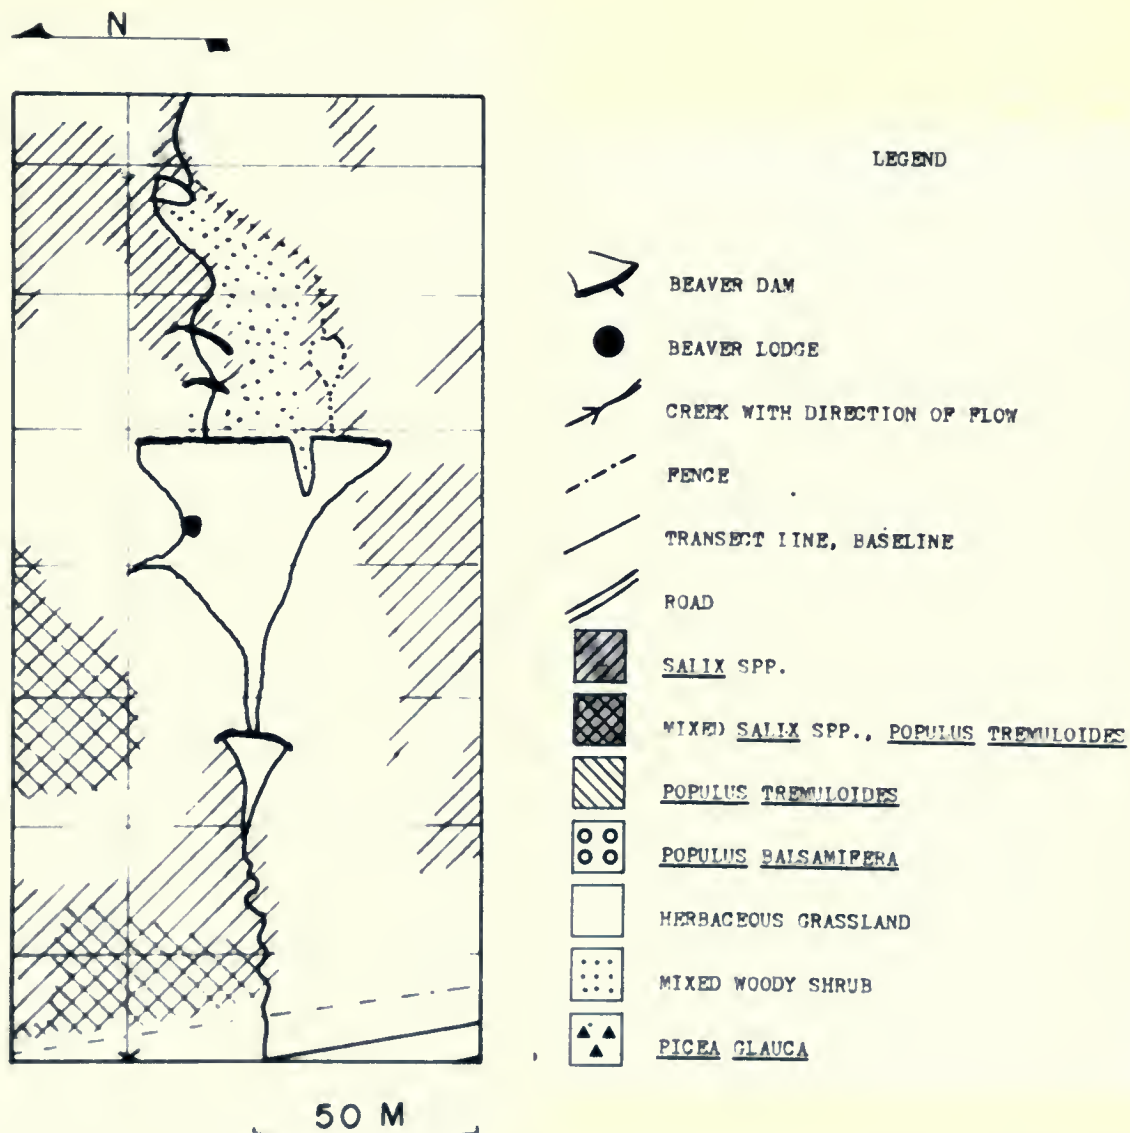 N
LEGEND
BEAVER DAM
BEAVER LODGE
CREEK WITH DIRECTION OF FLOW
FENCE
TRANSECT LINE, BASELINE
ROAD
SALIX SPP.
MIXED SALIX SPP., POPULUS TREMULOIDES
POPULUS TREMULOIDES
POPULUS BALSAMIFERA
HERBACEOUS GRASSLAND
MIXED WOODY SHRUB
PICEA GLAUCA
50 M